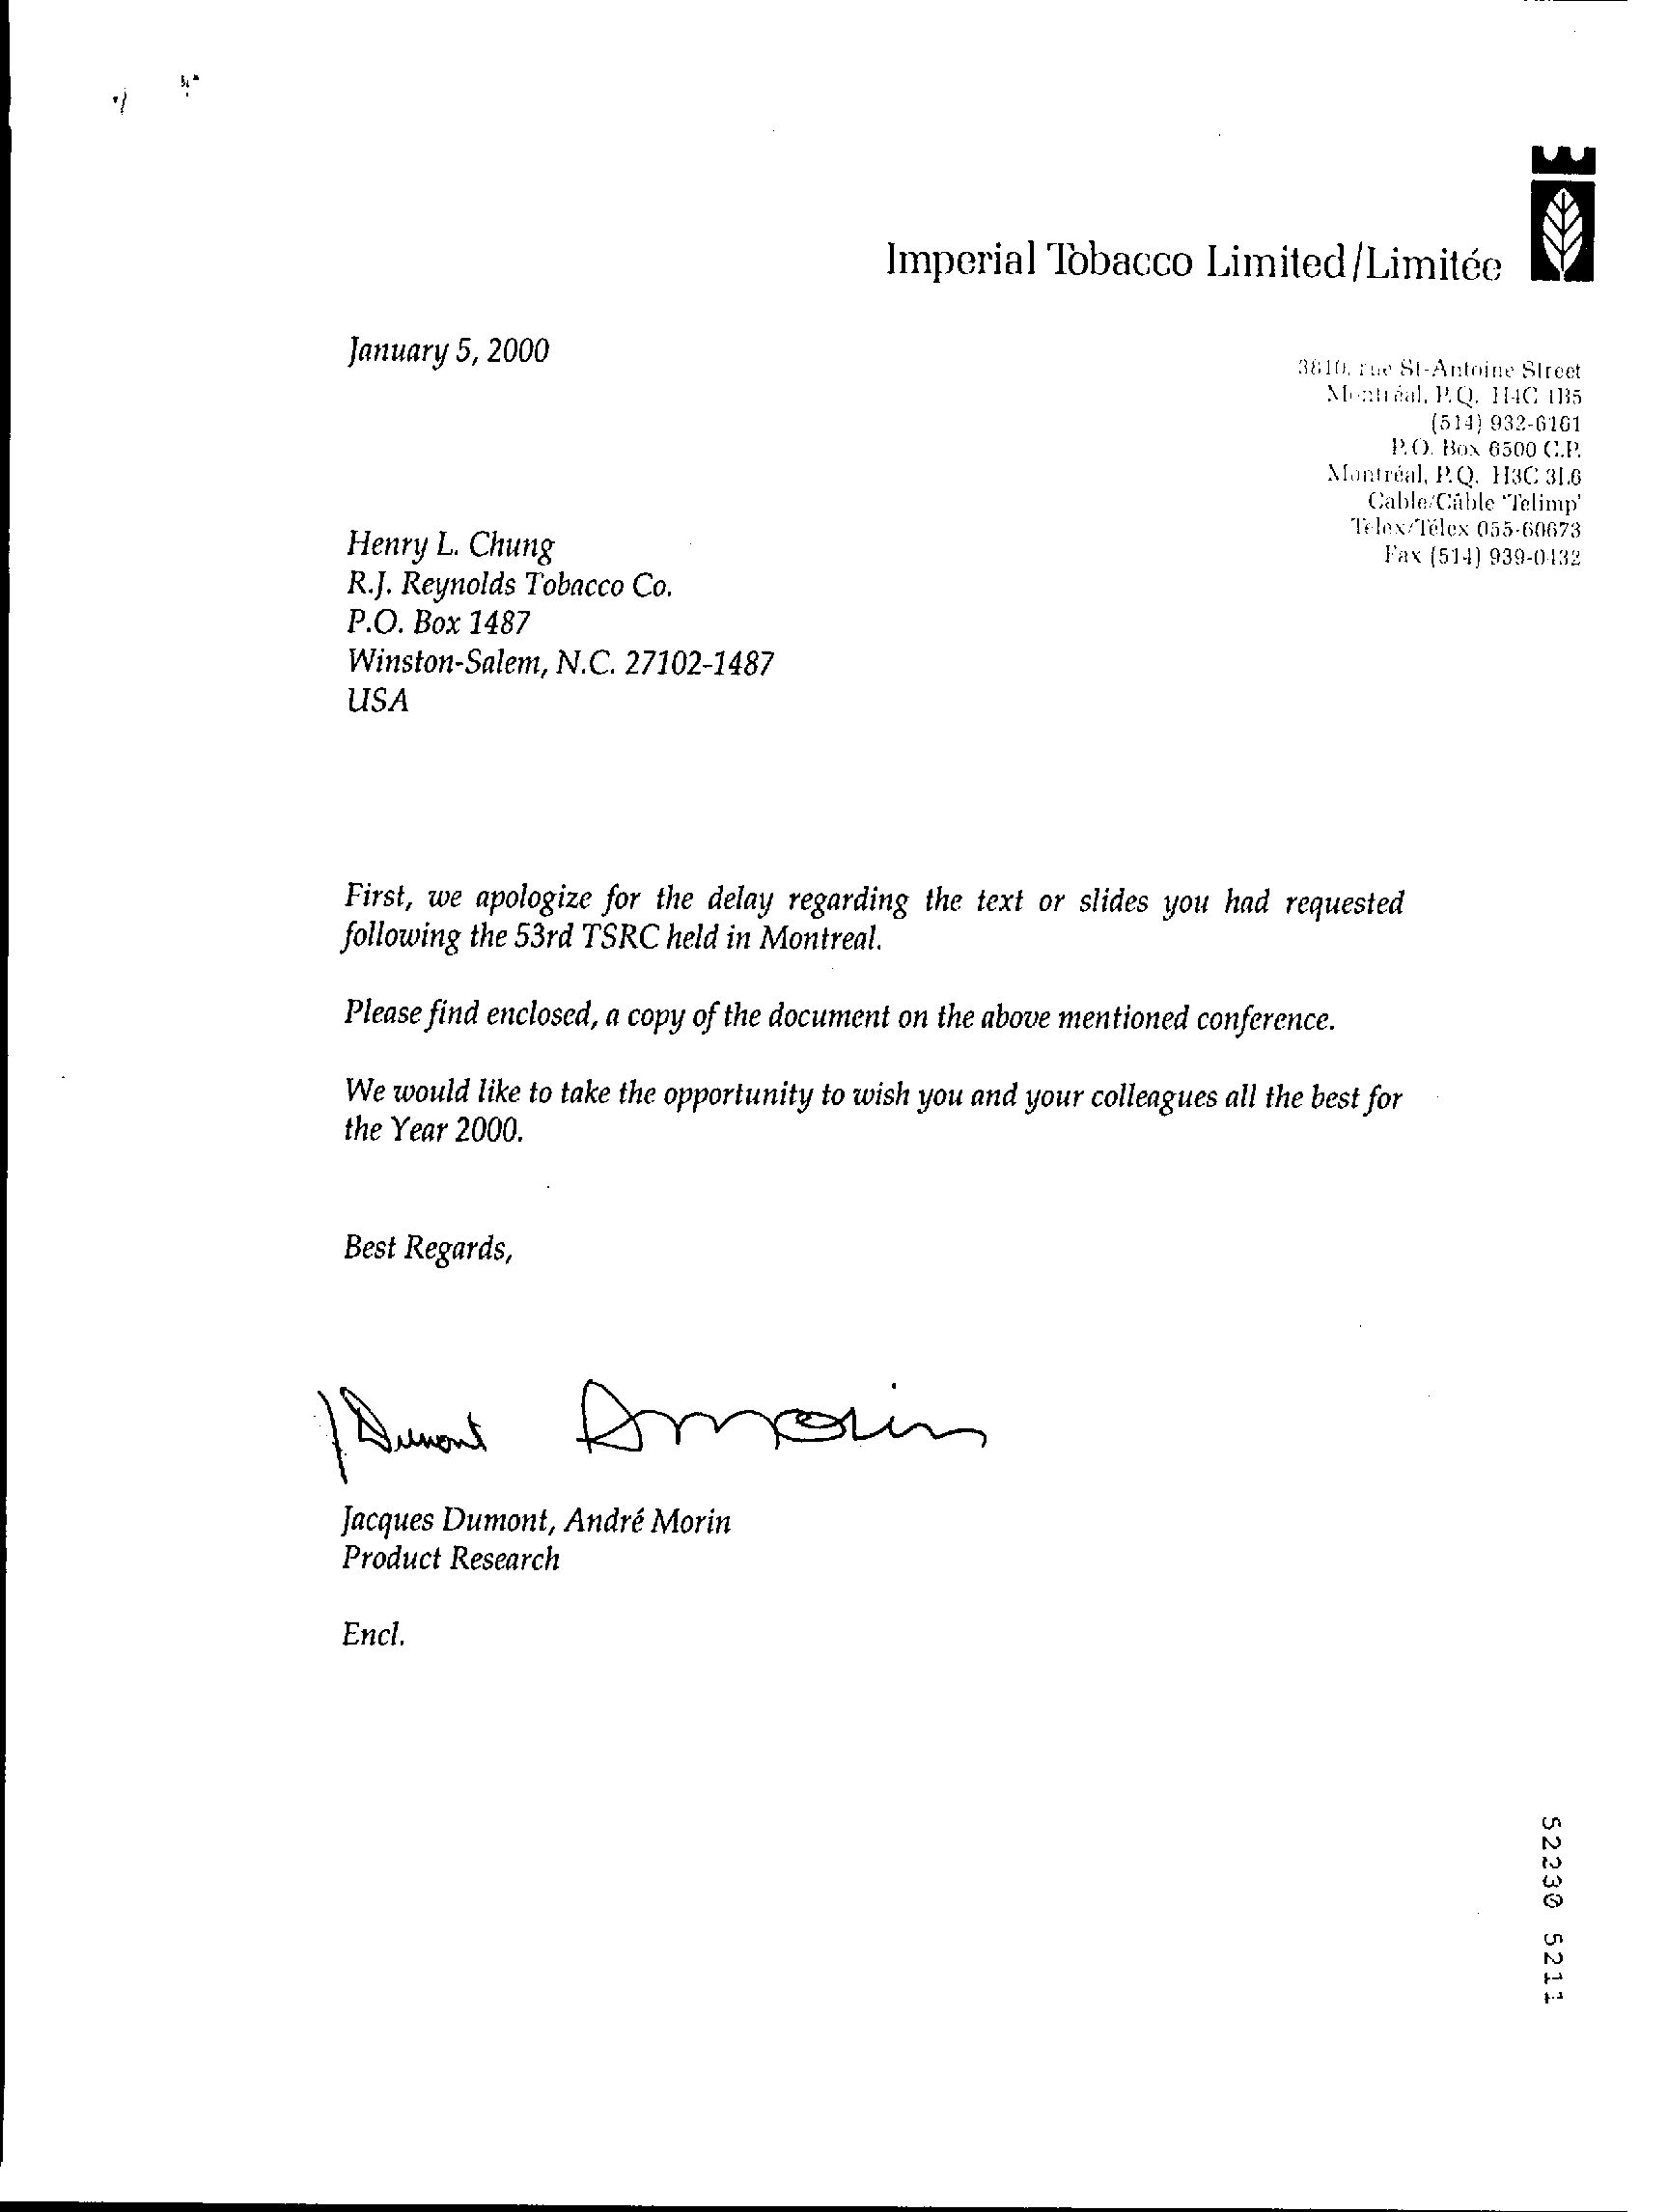 Imperial Tobacco Limited/Limitée
January 5, 2000
3810, rue St-Antoine Street
Montréal, P.Q. H4C 1B5
(514) 932-6161
P.O. Box 6500 C.P.
Montréal, P.Q. H3C 3L6
Cable/Câble 'Telimp'
Telex/Télex 055-60673
Fax (514) 939-0432
Henry L. Chung
R.J. Reynolds Tobacco Co.
P.O. Box 1487
Winston-Salem, N.C. 27102-1487
USA
First, we apologize for the delay regarding the text or slides you had requested
following the 53rd TSRC held in Montreal.
Please find enclosed, a copy of the document on the above mentioned conference.
We would like to take the opportunity to wish you and your colleagues all the best for
the Year 2000.
Best Regards,
J Dumont AMorin
Jacques Dumont, André Morin
Product Research
Encl.
52230 5211